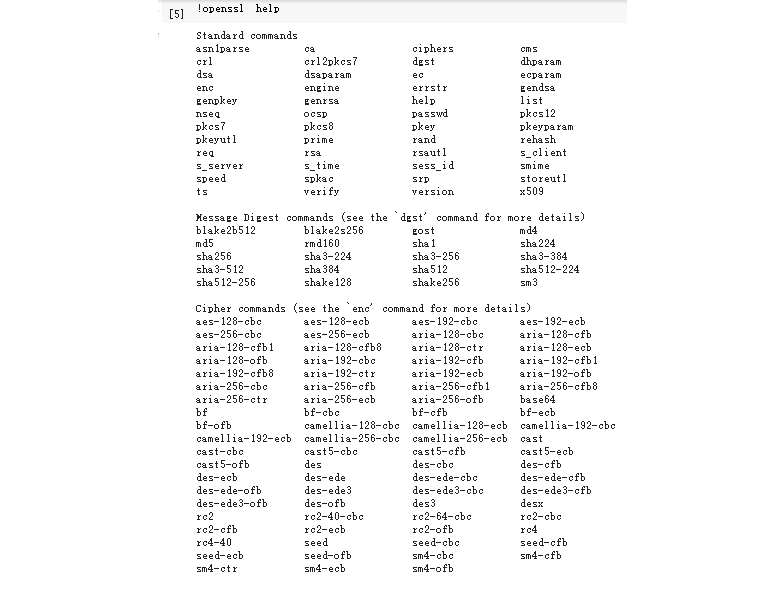 [5] !openssl help
Standard commands
asn1parse ca ciphers cms
crl crl2pkcs7 dgst dhparam
dsa dsaparam ec ecparam
enc engine errstr gendsa
genpkey genrsa help list
nseq ocsp passwd pkcs12
pkcs7 pkcs8 pkey pkeyparam
pkeyutl prime rand rehash
req rsa rsautl s_client
s_server s_time sess_id smime
speed spkac srp storeutl
ts verify version x509
Message Digest commands (see the `dgst' command for more details)
blake2b512 blake2s256 gost md4
md5 rmd160 sha1 sha224
sha256 sha3-224 sha3-256 sha3-384
sha3-512 sha384 sha512 sha512-224
sha512-256 shake128 shake256 sm3
Cipher commands (see the `enc' command for more details)
aes-128-cbc aes-128-ecb aes-192-cbc aes-192-ecb
aes-256-cbc aes-256-ecb aria-128-cbc aria-128-cfb
aria-128-cfb1 aria-128-cfb8 aria-128-ctr aria-128-ecb
aria-128-ofb aria-192-cbc aria-192-cfb aria-192-cfb1
aria-192-cfb8 aria-192-ctr aria-192-ecb aria-192-ofb
aria-256-cbc aria-256-cfb aria-256-cfb1 aria-256-cfb8
aria-256-ctr aria-256-ecb aria-256-ofb base64
bf bf-cbc bf-cfb bf-ecb
bf-ofb camellia-128-cbc camellia-128-ecb camellia-192-cbc
camellia-192-ecb camellia-256-cbc camellia-256-ecb cast
cast-cbc cast5-cbc cast5-cfb cast5-ecb
cast5-ofb des des-cbc des-cfb
des-ecb des-ede des-ede-cbc des-ede-cfb
des-ede-ofb des-ede3 des-ede3-cbc des-ede3-cfb
des-ede3-ofb des-ofb des3 desx
rc2 rc2-40-cbc rc2-64-cbc rc2-cbc
rc2-cfb rc2-ecb rc2-ofb rc4
rc4-40 seed seed-cbc seed-cfb
seed-ecb seed-ofb sm4-cbc sm4-cfb
sm4-ctr sm4-ecb sm4-ofb